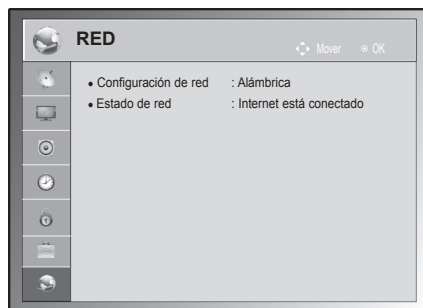 RED
Mover OK
• Configuración de red : Alámbrica
• Estado de red : Internet está conectado